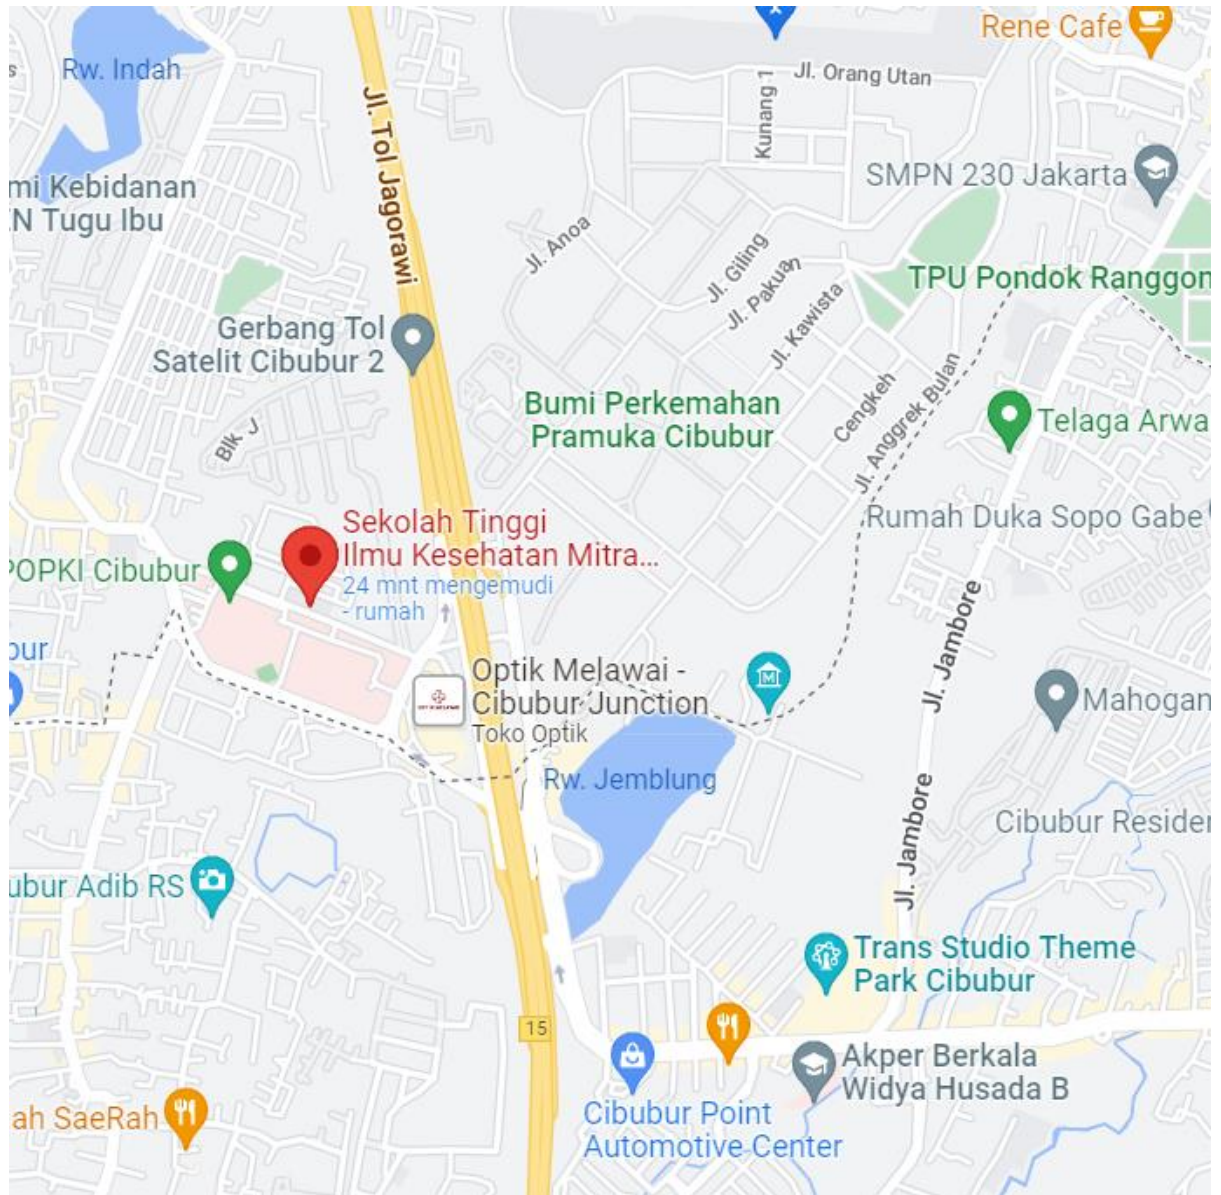 Rene Cafe
Rw. Indah
Jl. Orang Utan
Jl. Tol Jagorawi
Kunang 1
SMPN 230 Jakarta
mi Kebidanan
N Tugu Ibu
Jl. Anoa
Jl. Giling
Jl. Pakuan
TPU Pondok Ranggon
Jl. Kawista
Gerbang Tol
Satelit Cibubur 2
Bumi Perkemahan
Pramuka Cibubur
Cengkeh
Jl. Anggrek Bulan
Telaga Arwa
Blk J
Rumah Duka Sopo Gabe
Sekolah Tinggi
Ilmu Kesehatan Mitra...
24 mnt mengemudi
- rumah
POPKI Cibubur
Jl. Jambore
bur
Optik Melawai -
Cibubur Junction
Toko Optik
Mahogan
Rw. Jemblung
Jl. Jambore
Cibubur Residen
ubur Adib RS
Trans Studio Theme
Park Cibubur
15
Akper Berkala
Widya Husada B
Cibubur Point
Automotive Center
ah SaeRah